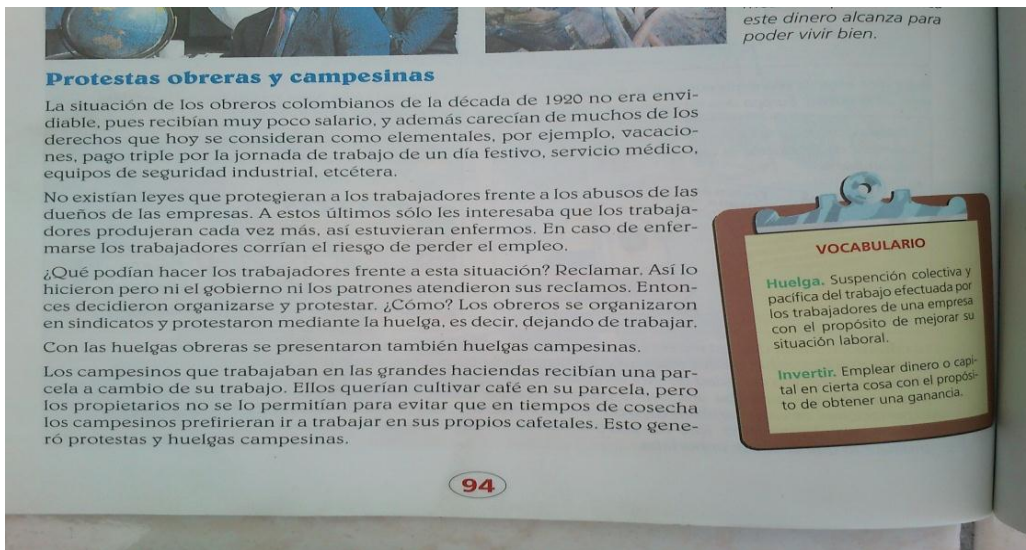 este dinero alcanza para
poder vivir bien.
Protestas obreras y campesinas
La situación de los obreros colombianos de la década de 1920 no era envi-
diable, pues recibían muy poco salario, y además carecían de muchos de los
derechos que hoy se consideran como elementales, por ejemplo, vacacio-
nes, pago triple por la jornada de trabajo de un día festivo, servicio médico,
equipos de seguridad industrial, etcétera.
No existían leyes que protegieran a los trabajadores frente a los abusos de las
dueños de las empresas. A estos últimos sólo les interesaba que los trabaja-
dores produjeran cada vez más, así estuvieran enfermos. En caso de enfer-
marse los trabajadores corrían el riesgo de perder el empleo.
¿Qué podían hacer los trabajadores frente a esta situación? Reclamar. Así lo
hicieron pero ni el gobierno ni los patrones atendieron sus reclamos. Enton-
ces decidieron organizarse y protestar. ¿Cómo? Los obreros se organizaron
en sindicatos y protestaron mediante la huelga, es decir, dejando de trabajar.
Con las huelgas obreras se presentaron también huelgas campesinas.
Los campesinos que trabajaban en las grandes haciendas recibían una par-
cela a cambio de su trabajo. Ellos querían cultivar café en su parcela, pero
los propietarios no se lo permitían para evitar que en tiempos de cosecha
los campesinos prefirieran ir a trabajar en sus propios cafetales. Esto gene-
ró protestas y huelgas campesinas.
VOCABULARIO
Huelga. Suspención colectiva y
pacífica del trabajo efectuada por
los trabajadores de una empresa
con el propósito de mejorar su
situación laboral.
Invertir. Emplear dinero o capi-
tal en cierta cosa con el propósi-
to de obtener una ganancia.
94